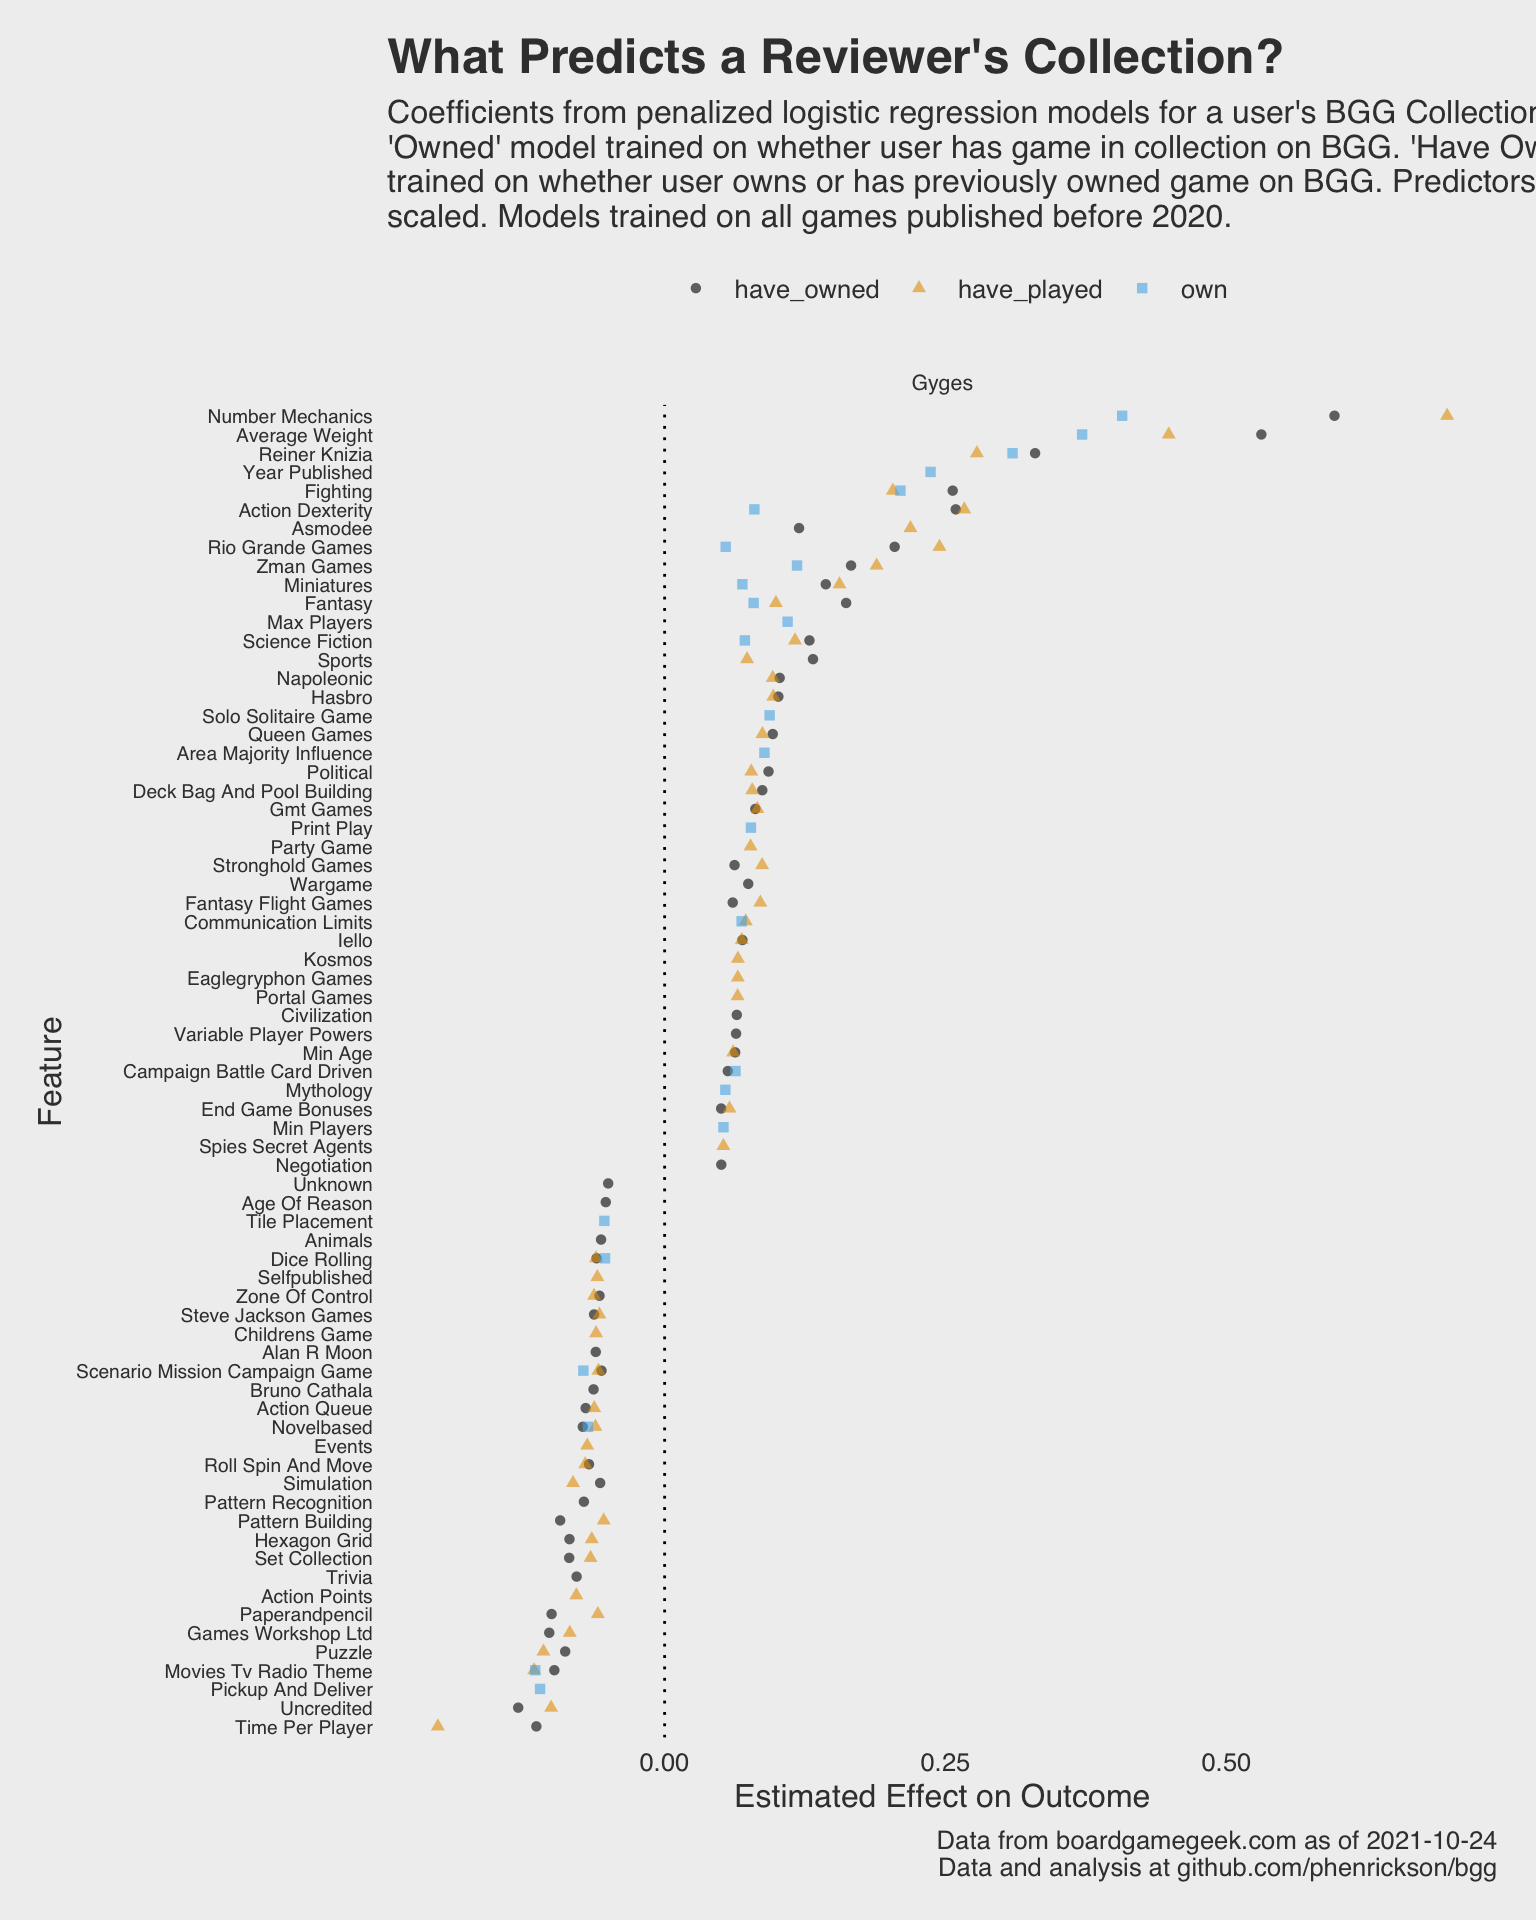 What Predicts a Reviewer's Collection?
Coefficients from penalized logistic regression models for a user's BGG Collection
'Owned' model trained on whether user has game in collection on BGG. 'Have Ow
trained on whether user owns or has previously owned game on BGG. Predictors
scaled. Models trained on all games published before 2020.
have_owned have_played own
Gyges
Number Mechanics
Average Weight
Reiner Knizia
Year Published
Fighting
Action Dexterity
Asmodee
Rio Grande Games
Zman Games
Miniatures
Fantasy
Max Players
Science Fiction
Sports
Napoleonic
Hasbro
Solo Solitaire Game
Queen Games
Area Majority Influence
Political
Deck Bag And Pool Building
Gmt Games
Print Play
Party Game
Stronghold Games
Wargame
Fantasy Flight Games
Communication Limits
Iello
Kosmos
Eaglegryphon Games
Portal Games
Civilization
Variable Player Powers
Min Age
Campaign Battle Card Driven
Mythology
End Game Bonuses
Min Players
Spies Secret Agents
Negotiation
Unknown
Age Of Reason
Tile Placement
Animals
Dice Rolling
Selfpublished
Zone Of Control
Steve Jackson Games
Childrens Game
Alan R Moon
Scenario Mission Campaign Game
Bruno Cathala
Action Queue
Novelbased
Events
Roll Spin And Move
Simulation
Pattern Recognition
Pattern Building
Hexagon Grid
Set Collection
Trivia
Action Points
Paperandpencil
Games Workshop Ltd
Puzzle
Movies Tv Radio Theme
Pickup And Deliver
Uncredited
Time Per Player
Feature
0.00 0.25 0.50
Estimated Effect on Outcome
Data from boardgamegeek.com as of 2021-10-24
Data and analysis at github.com/phenrickson/bgg